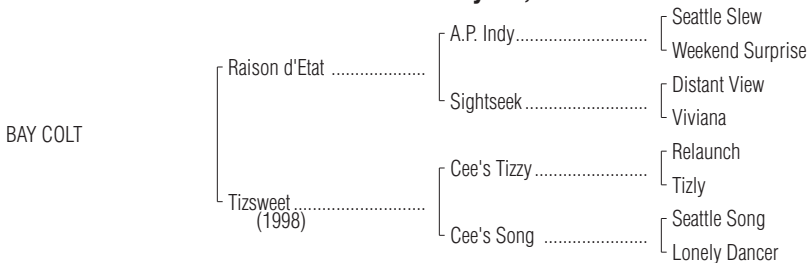 Seattle Slew
A.P. Indy..............................
Weekend Surprise
Raison d'Etat .....................
Distant View
Sightseek............................
Viviana
BAY COLT
Relaunch
Cee's Tizzy..........................
Tizly
Tizsweet..............................
(1998)
Seattle Song
Cee's Song ........................
Lonely Dancer